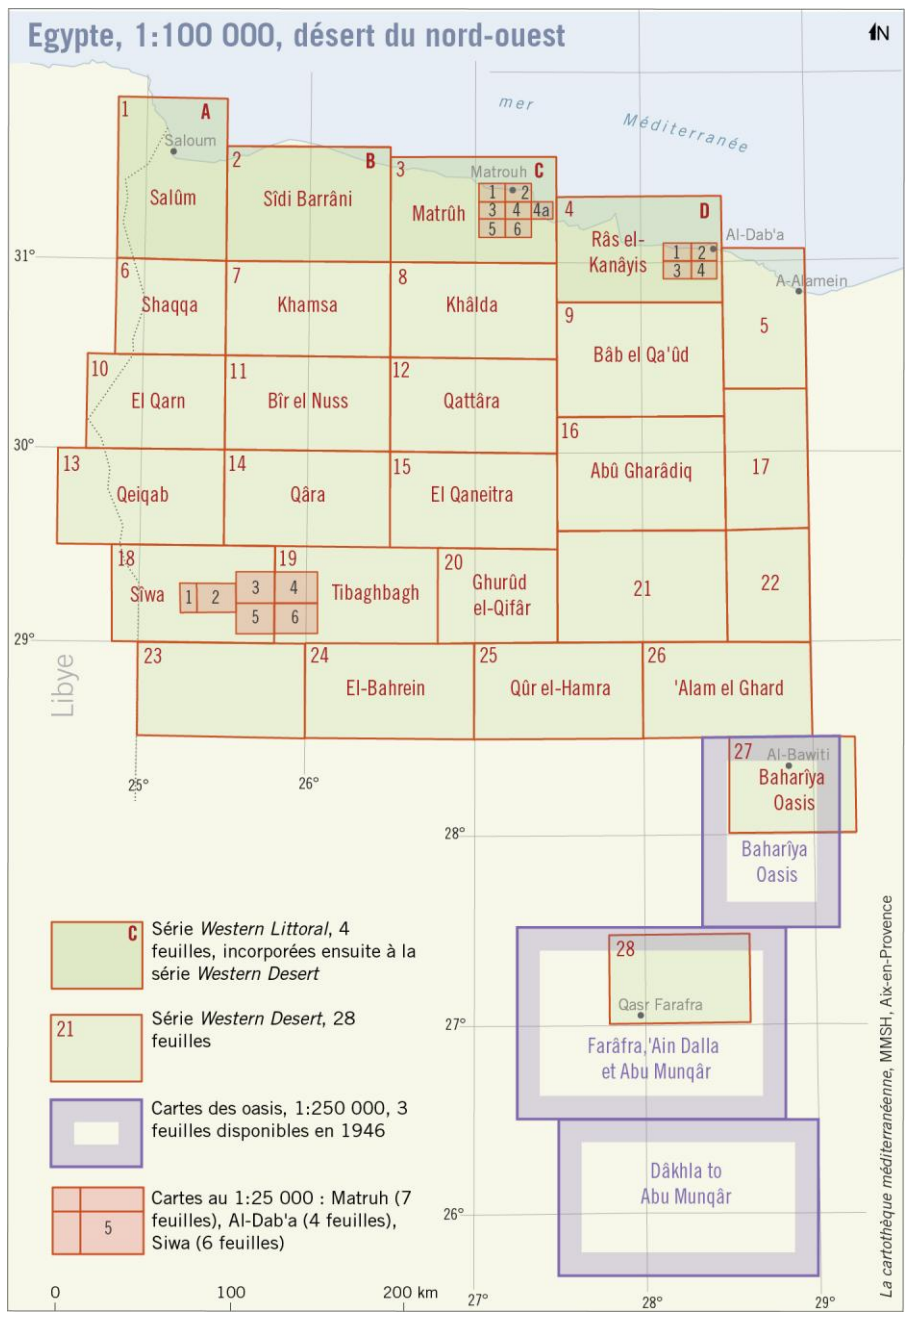 Egypte, 1:100 000, désert du nord-ouest
N
mer
Méditerranée
1
A
Saloum
Salûm
2
B
Sîdi Barrâni
3
Matrouh
C
Matrûh
1
2
3
4
4a
5
6
4
D
Râs el-
Kanâyis
1
2
3
4
Al-Dab'a
A-Alamein
5
31°
6
Shaqqa
7
Khamsa
8
Khâlda
9
Bâb el Qa'ûd
10
El Qarn
11
Bîr el Nuss
12
Qattâra
16
Abû Gharâdiq
17
30°
13
Qeiqab
14
Qâra
15
El Qaneitra
18
Sîwa
1
2
3
4
5
6
19
Tibaghbagh
20
Ghurûd
el-Qifâr
21
22
29°
Libye
23
24
El-Bahrein
25
Qûr el-Hamra
26
'Alam el Ghard
25°
26°
27
Al-Bawiti
Baharîya
Oasis
28°
Baharîya
Oasis
28
Qasr Farafra
27°
Farâfra,'Ain Dalla
et Abu Munqâr
Dâkhla to
Abu Munqâr
26°
C
Série Western Littoral, 4
feuilles, incorporées ensuite à la
série Western Desert
21
Série Western Desert, 28
feuilles
Cartes des oasis, 1:250 000, 3
feuilles disponibles en 1946
5
Cartes au 1:25 000 : Matruh (7
feuilles), Al-Dab'a (4 feuilles),
Siwa (6 feuilles)
0
100
200 km
27°
28°
29°
La cartothèque méditerranéenne, MMSH, Aix-en-Provence